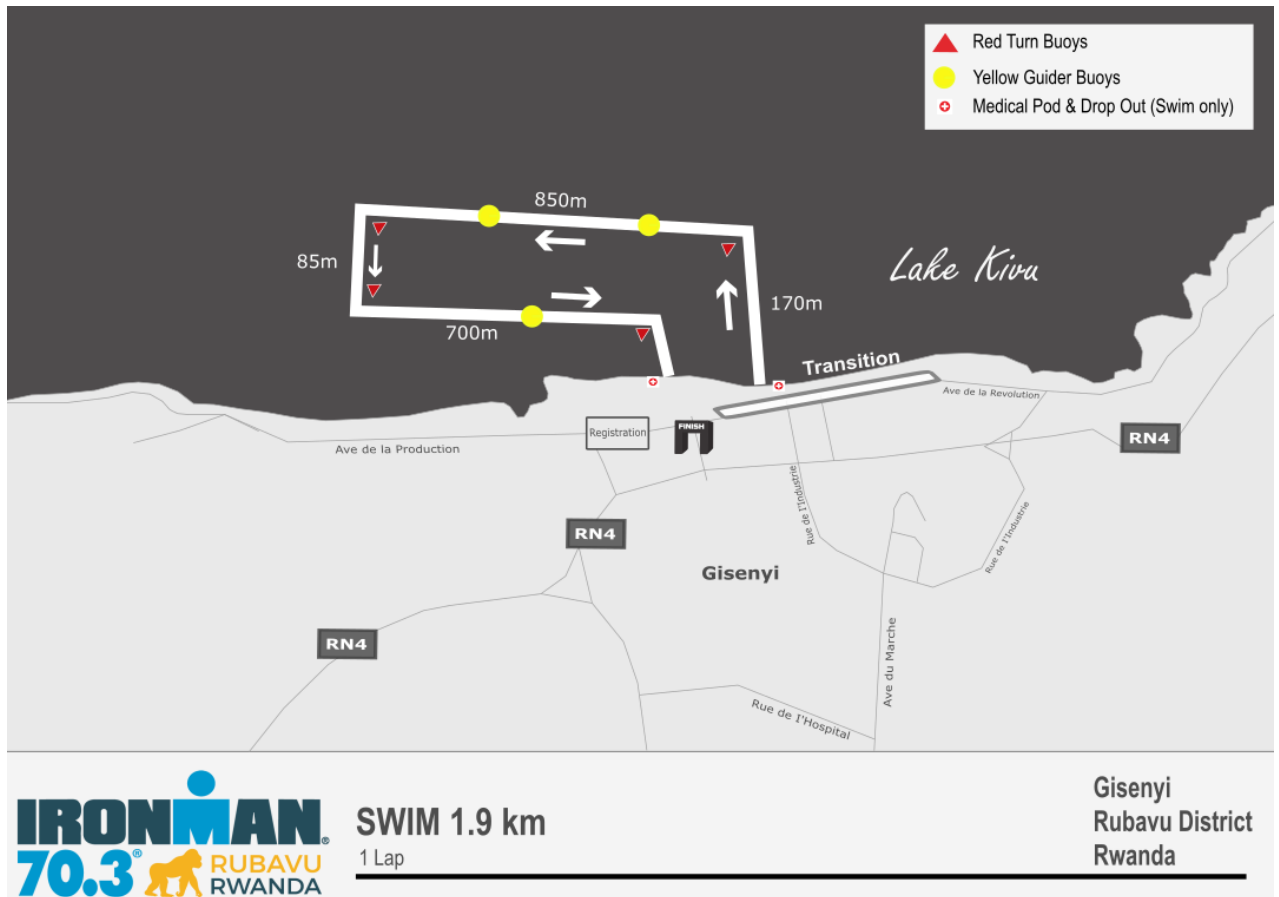 Red Turn Buoys
Yellow Guider Buoys
Medical Pod & Drop Out (Swim only)
850m
85m
Lake Kivu
170m
700m
Transition
Ave de la Revolution
FINISH
Registration
RN4
Ave de la Production
Rue de I'Industrie
Rue de I'Industrie
RN4
Gisenyi
RN4
Ave du Marche
Rue de I'Hospital
IRONMAN®
70.3®
RUBAVU
RWANDA
SWIM 1.9 km
1 Lap
Gisenyi
Rubavu District
Rwanda